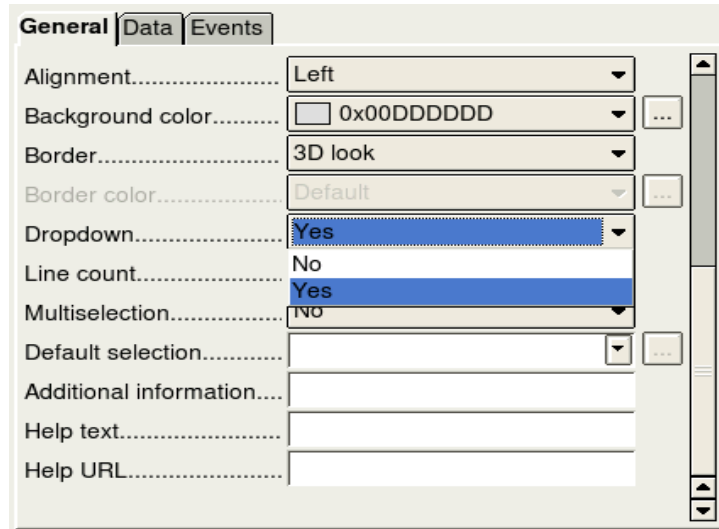 General Data Events
Alignment...................... Left
Background color.......... 0x00DDDDDD ...
Border........................... 3D look
Border color.................. Default ...
Dropdown...................... Yes
No
Line count
Yes
Multiselection................ No
Default selection............ ...
Additional information....
Help text........................
Help URL.......................